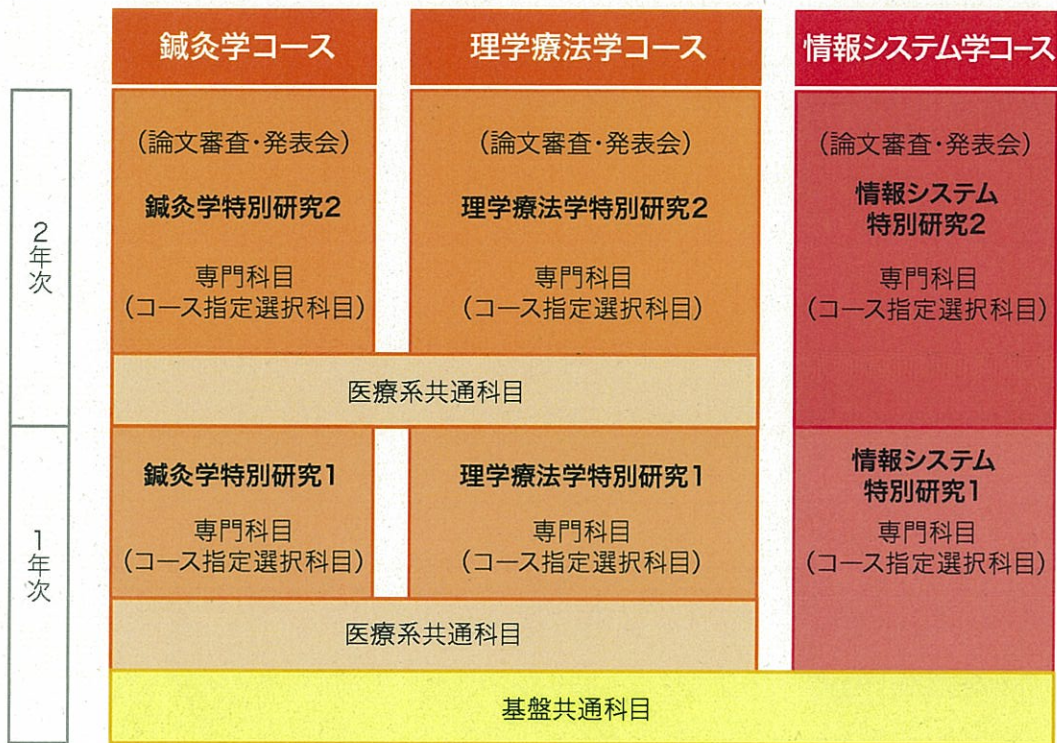 鍼灸学コース
理学療法学コース
情報システム学コース
2年次
(論文審査・発表会)
鍼灸学特別研究2
専門科目
(コース指定選択科目)
(論文審査・発表会)
理学療法学特別研究2
専門科目
(コース指定選択科目)
(論文審査・発表会)
情報システム
特別研究2
専門科目
(コース指定選択科目)
医療系共通科目
1年次
鍼灸学特別研究1
専門科目
(コース指定選択科目)
理学療法学特別研究1
専門科目
(コース指定選択科目)
情報システム
特別研究1
専門科目
(コース指定選択科目)
医療系共通科目
基盤共通科目